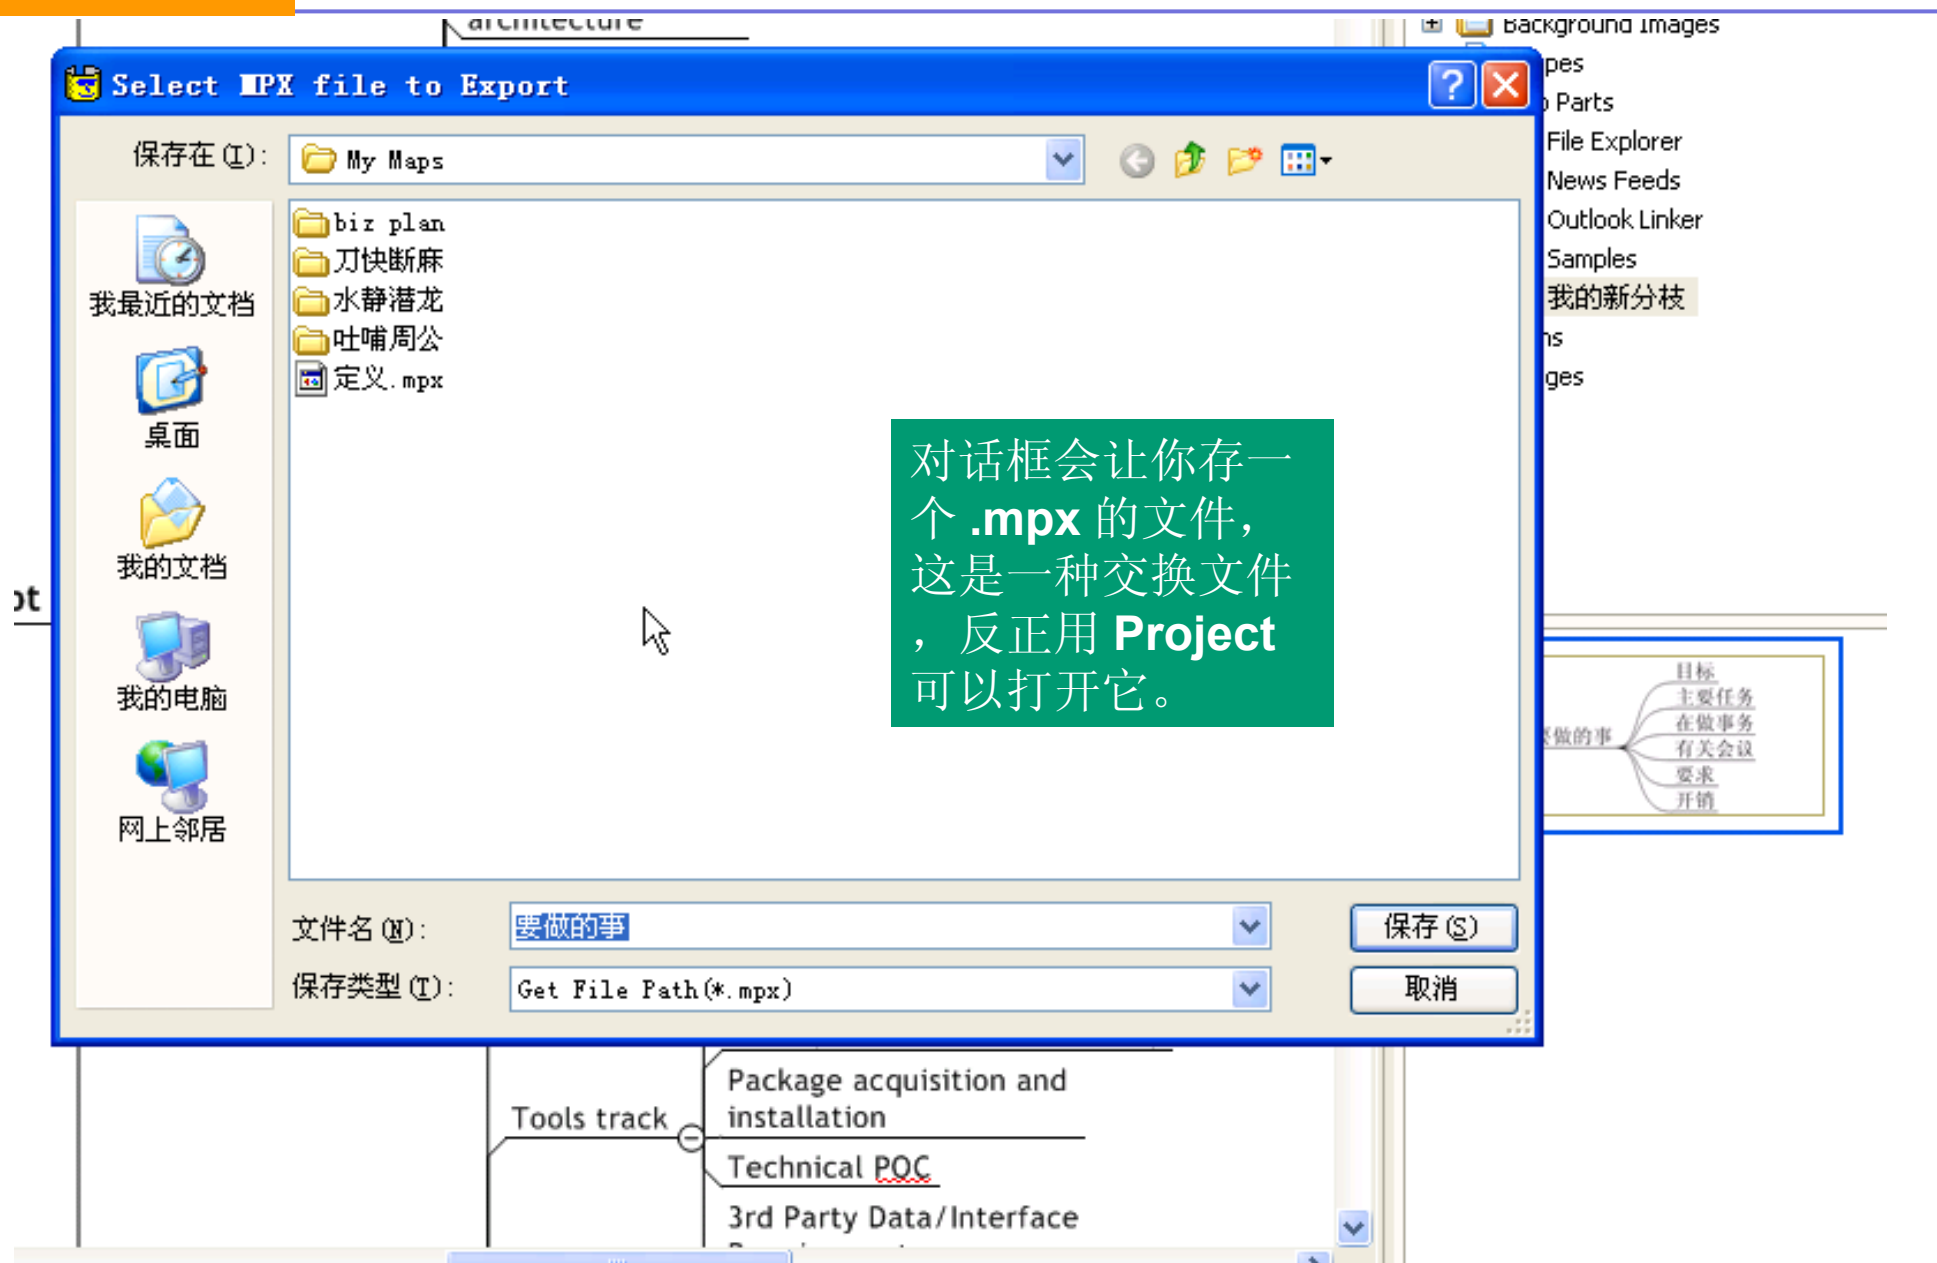 architecture
Background Images
Select MPX file to Export
pes
Parts
保存在(I):
My Maps
File Explorer
News Feeds
biz plan
Outlook Linker
刀快断麻
Samples
我最近的文档
水静潜龙
我的新分枝
吐哺周公
ns
定义.mpx
ges
桌面
对话框会让你存一
个 .mpx 的文件，
这是一种交换文件
，反正用 Project
可以打开它。
我的文档
ot
我的电脑
目标
主要任务
在做事务
要做的事
有关会议
要求
开销
网上邻居
文件名(N):
要做的事
保存(S)
保存类型(T):
Get File Path(*.mpx)
取消
Package acquisition and
installation
Tools track
Technical POC
3rd Party Data/Interface